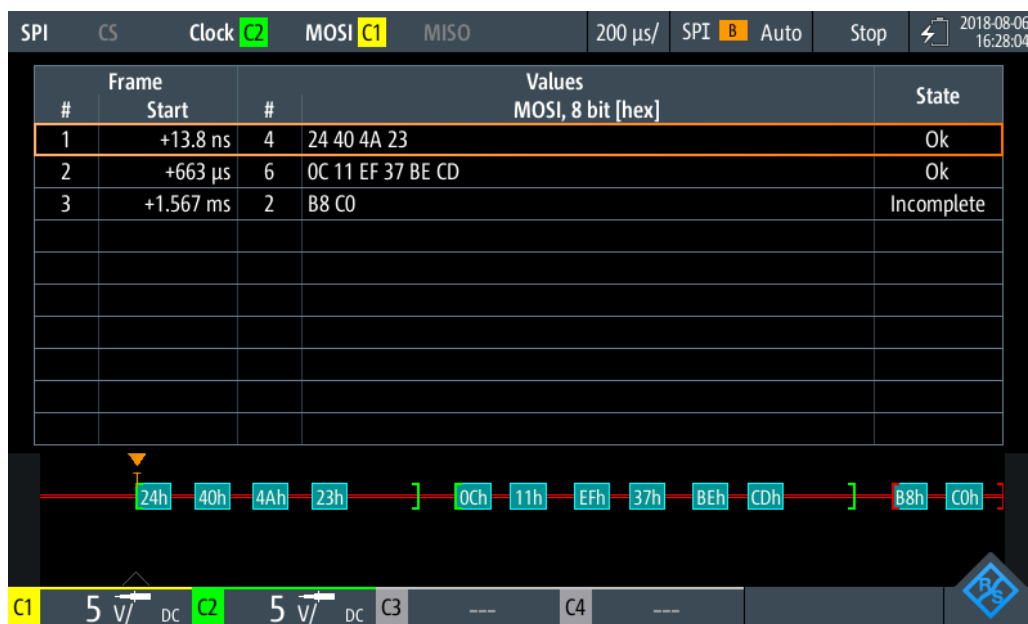 SPI CS Clock C2 MOSI C1 MISO 200 µs/ SPI B Auto Stop 2018-08-06
16:28:04
Frame Values State
# Start # MOSI, 8 bit [hex]
1 +13.8 ns 4 24 40 4A 23 Ok
2 +663 µs 6 0C 11 EF 37 BE CD Ok
3 +1.567 ms 2 B8 C0 Incomplete
T
24h 40h 4Ah 23h 0Ch 11h EFh 37h BEh CDh B8h C0h
C1 5 V/ DC C2 5 V/ DC C3 --- C4 --- R&S